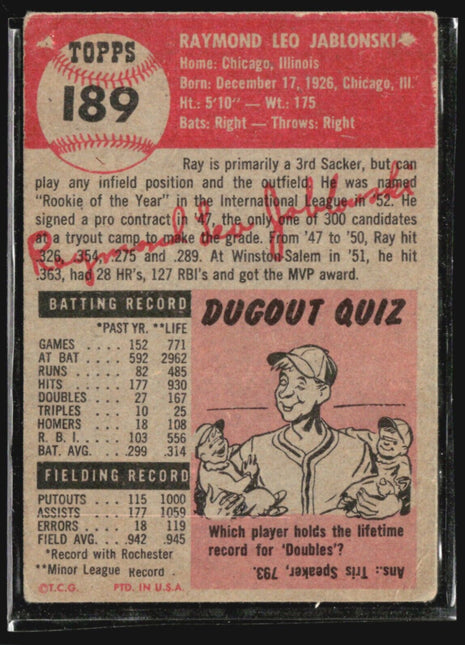 TOPPS
189
RAYMOND LEO JABLONSKI
Home: Chicago, Illinois
Born: December 17, 1926, Chicago, Ill.
Ht.: 5'10" — Wt.: 175
Bats: Right — Throws: Right
Ray is primarily a 3rd Sacker, but can
play any infield position and the outfield. He was named
"Rookie of the Year" in the International League in '52. He
signed a pro contract in '47, the only one of 300 candidates
at a tryout camp to make the grade. From '47 to '50, Ray hit
.326, .354, .275 and .289. At Winston-Salem in '51, he hit
.363, had 28 HR's, 127 RBI's and got the MVP award.
Raymond Leo Jablonski
BATTING RECORD
*PAST YR. **LIFE
GAMES .... 152 771
AT BAT .... 592 2962
RUNS .... 82 485
HITS .... 177 930
DOUBLES .. 27 167
TRIPLES ... 10 25
HOMERS .. 18 108
R. B. I. .... 103 556
BAT. AVG... .299 .314
FIELDING RECORD
PUTOUTS .. 115 1000
ASSISTS .. 177 1059
ERRORS ... 18 119
FIELD AVG. . .942 .945
*Record with Rochester
**Minor League Record.
©T.C.G. PTD. IN U.S.A.
DUGOUT QUIZ
Which player holds the lifetime
record for 'Doubles'?
Ans.: Tris Speaker, 793.